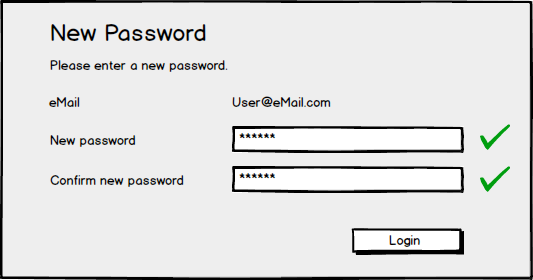 New Password
Please enter a new password.
eMail User@eMail.com
New password ******
Confirm new password ******
Login